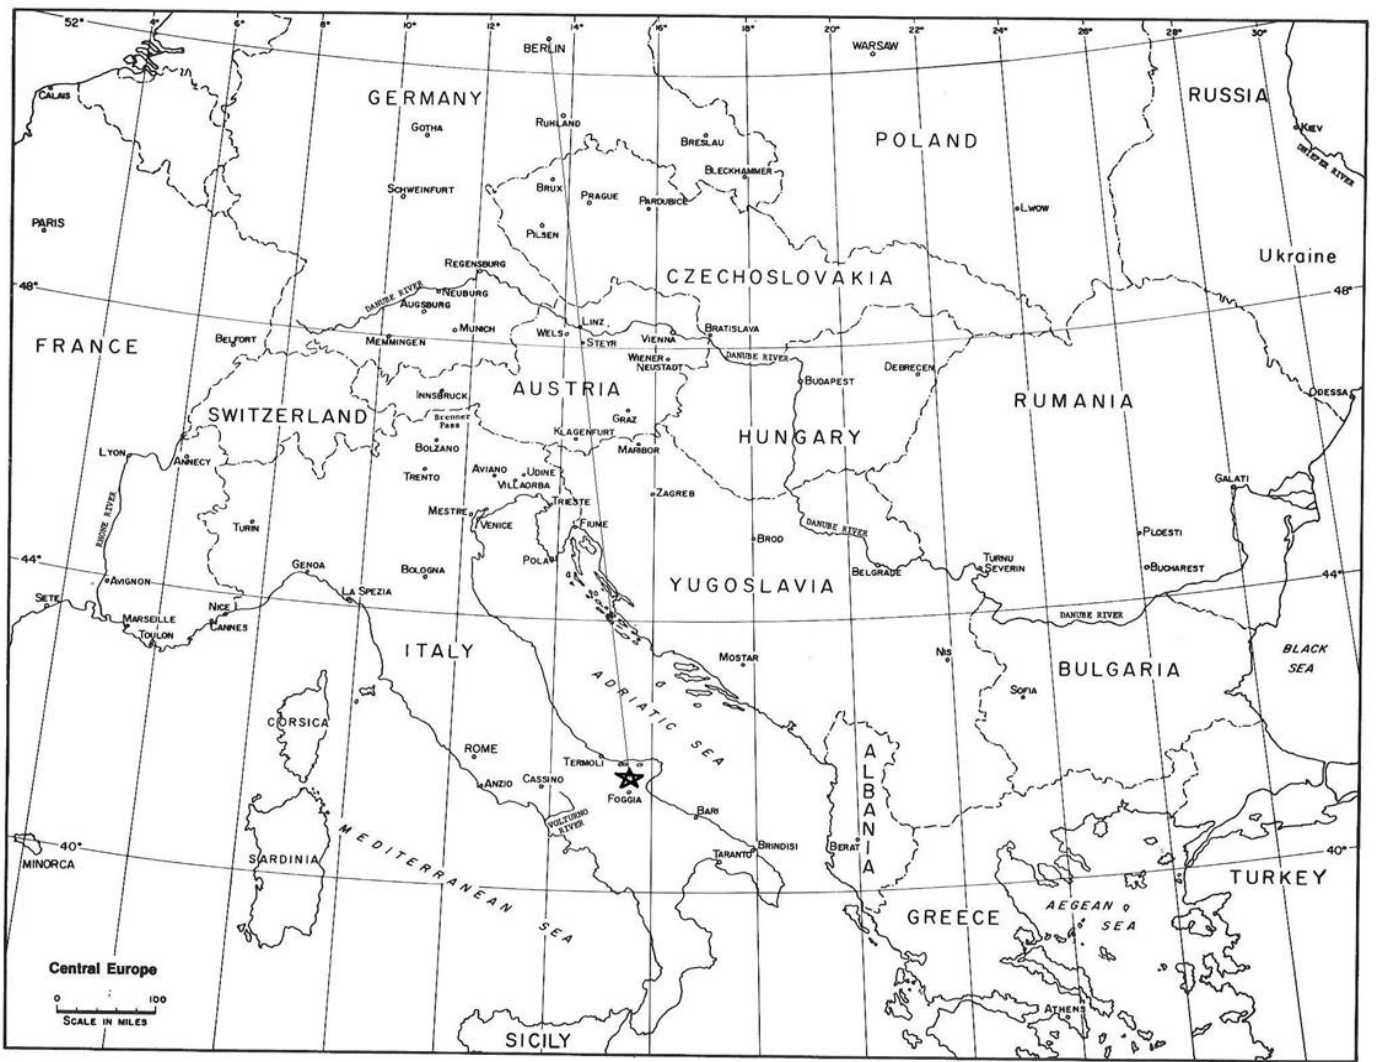 52° 4° 6° 8° 10° 12° 14° 16° 18° 20° 22° 24° 26° 28° 30°
BERLIN
WARSAW
CALAIS
GERMANY
RUSSIA
GOTHA
RUHLAND
BRESLAU
POLAND
KIEV
DNIEPER RIVER
BLECKHAMMER
SCHWEINFURT
BRUX
PRAGUE
PARDUBICE
LWOW
PARIS
PILSEN
Ukraine
REGENSBURG
CZECHOSLOVAKIA
48°
48°
DANUBE RIVER
NEUBURG
AUGSBURG
MUNICH
LINZ
WELS
STEYR
VIENNA
BRATISLAVA
FRANCE
BELFORT
MEMMINGEN
WIENER
NEUSTADT
DANUBE RIVER
DEBRECEN
BUDAPEST
AUSTRIA
INNSBRUCK
ODESSA
RUMANIA
SWITZERLAND
Brenner
Pass
GRAZ
KLAGENFURT
HUNGARY
LYON
ANNECY
BOLZANO
MARIBOR
TRENTO
AVIANO
UDINE
VILLAORBA
GALATI
ZAGREB
TRIESTE
RHONE RIVER
TURIN
MESTRE
VENICE
FIUME
DANUBE RIVER
BROD
PLOESTI
44°
GENOA
BOLOGNA
POLA
TURNU
SEVERIN
BELGRADE
BUCHAREST
44°
AVIGNON
LA SPEZIA
YUGOSLAVIA
SETE
NICE
MARSEILLE
CANNES
TOULON
DANUBE RIVER
ITALY
MOSTAR
NIS
BLACK
SEA
BULGARIA
SOFIA
ADRIATIC SEA
CORSICA
ROME
TERMOLI
ALBANIA
ANZIO
CASSINO
FOGGIA
VOLTURNO
RIVER
BARI
MEDITERRANEAN SEA
40°
MINORCA
SARDINIA
TARANTO
BRINDISI
BERAT
40°
TURKEY
GREECE
AEGEAN
SEA
Central Europe
0 100
SCALE IN MILES
ATHENS
SICILY